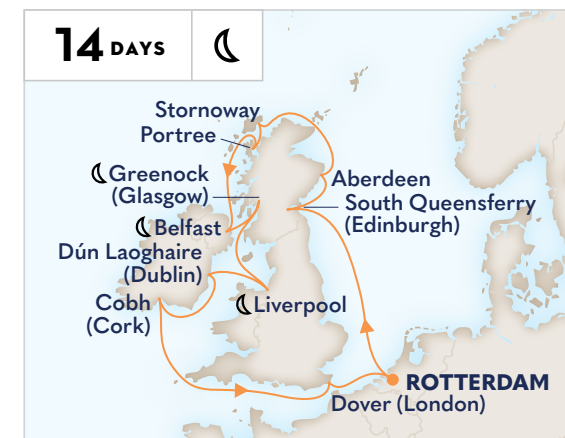 14 DAYS
Stornoway
Portree
Greenock
(Glasgow)
Aberdeen
South Queensferry
(Edinburgh)
Belfast
Dún Laoghaire
(Dublin)
Cobh
(Cork)
Liverpool
ROTTERDAM
Dover (London)